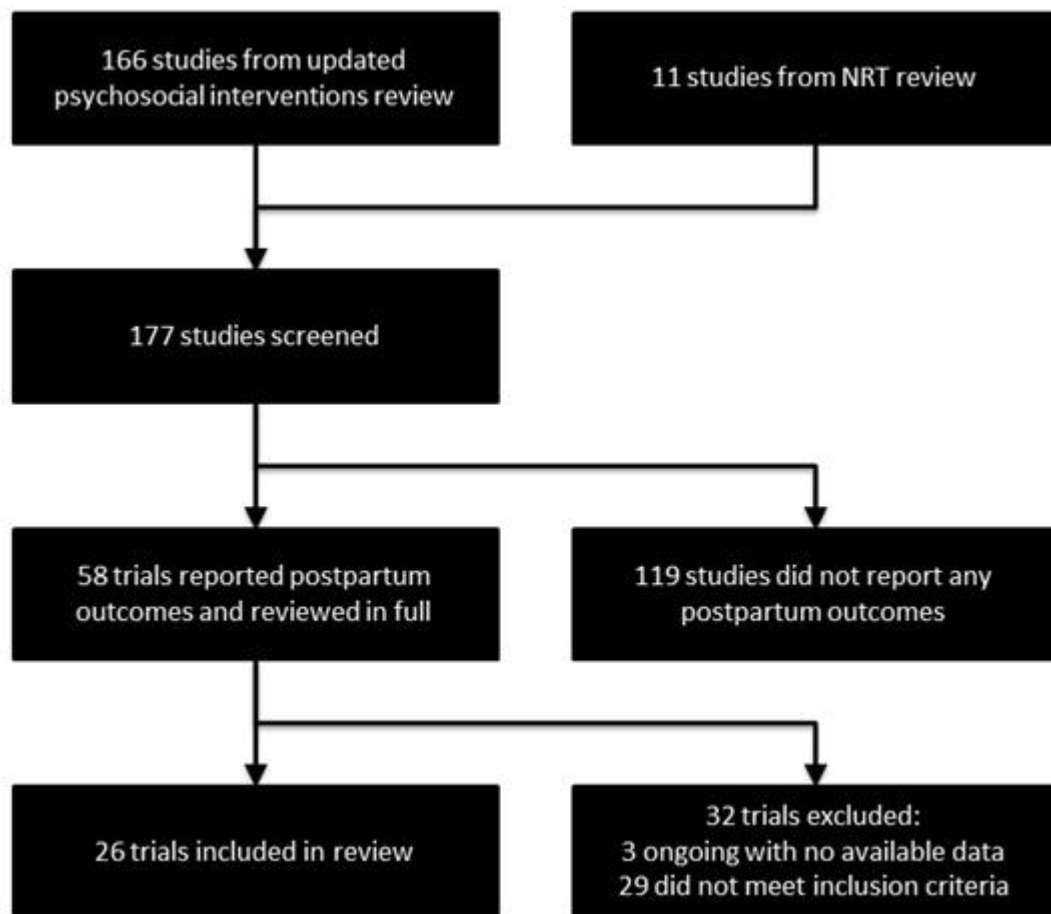 166 studies from updated
psychosocial interventions review
11 studies from NRT review
177 studies screened
58 trials reported postpartum
outcomes and reviewed in full
119 studies did not report any
postpartum outcomes
26 trials included in review
32 trials excluded:
3 ongoing with no available data
29 did not meet inclusion criteria